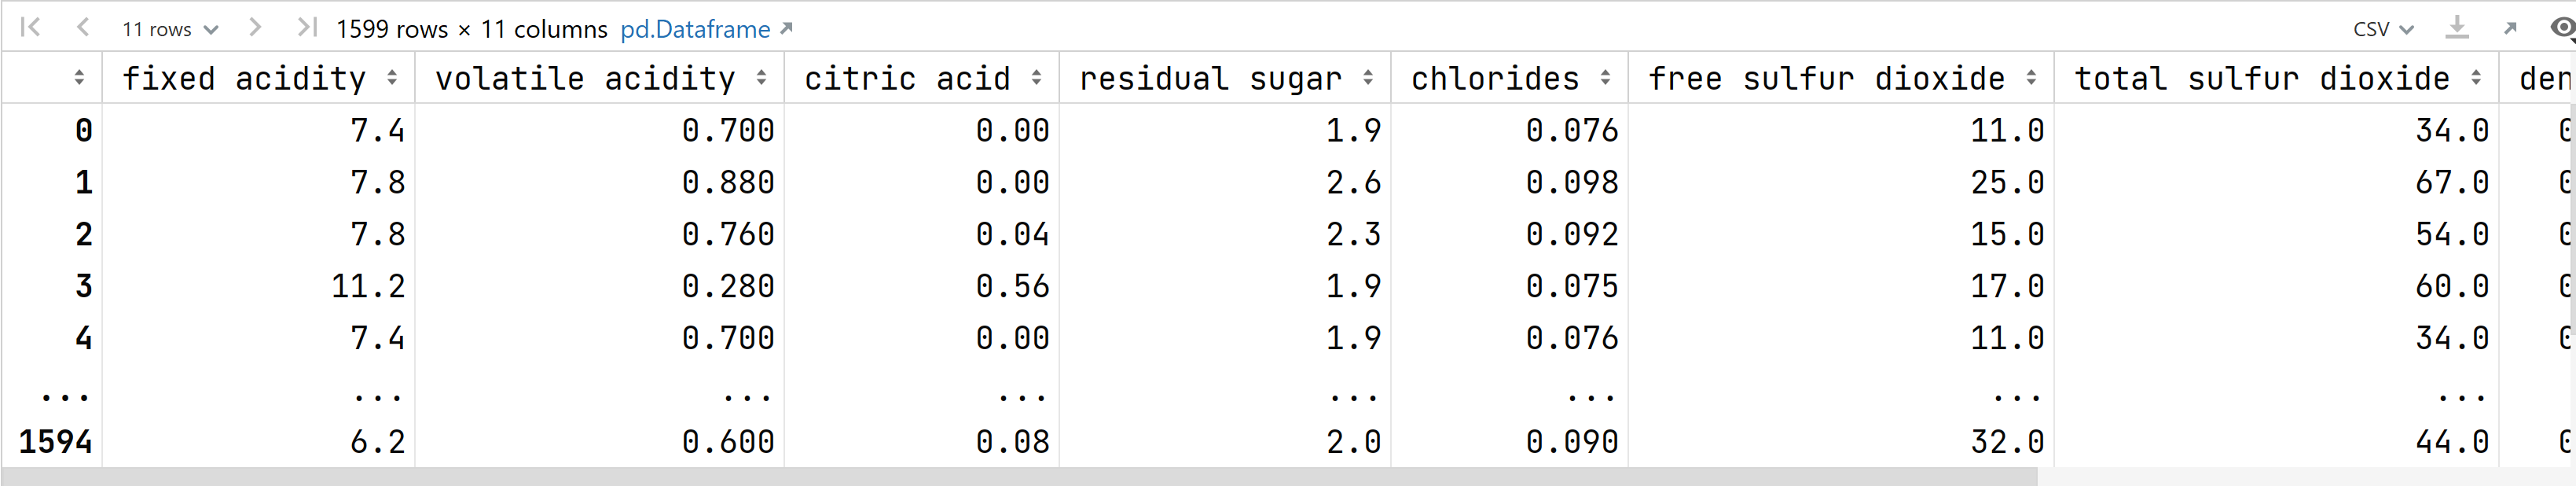 11 rows 1599 rows × 11 columns pd.Dataframe CSV
fixed acidity volatile acidity citric acid residual sugar chlorides free sulfur dioxide total sulfur dioxide den
0 7.4 0.700 0.00 1.9 0.076 11.0 34.0 0
1 7.8 0.880 0.00 2.6 0.098 25.0 67.0 0
2 7.8 0.760 0.04 2.3 0.092 15.0 54.0 0
3 11.2 0.280 0.56 1.9 0.075 17.0 60.0 0
4 7.4 0.700 0.00 1.9 0.076 11.0 34.0 0
... ... ... ... ... ... ... ...
1594 6.2 0.600 0.08 2.0 0.090 32.0 44.0 0